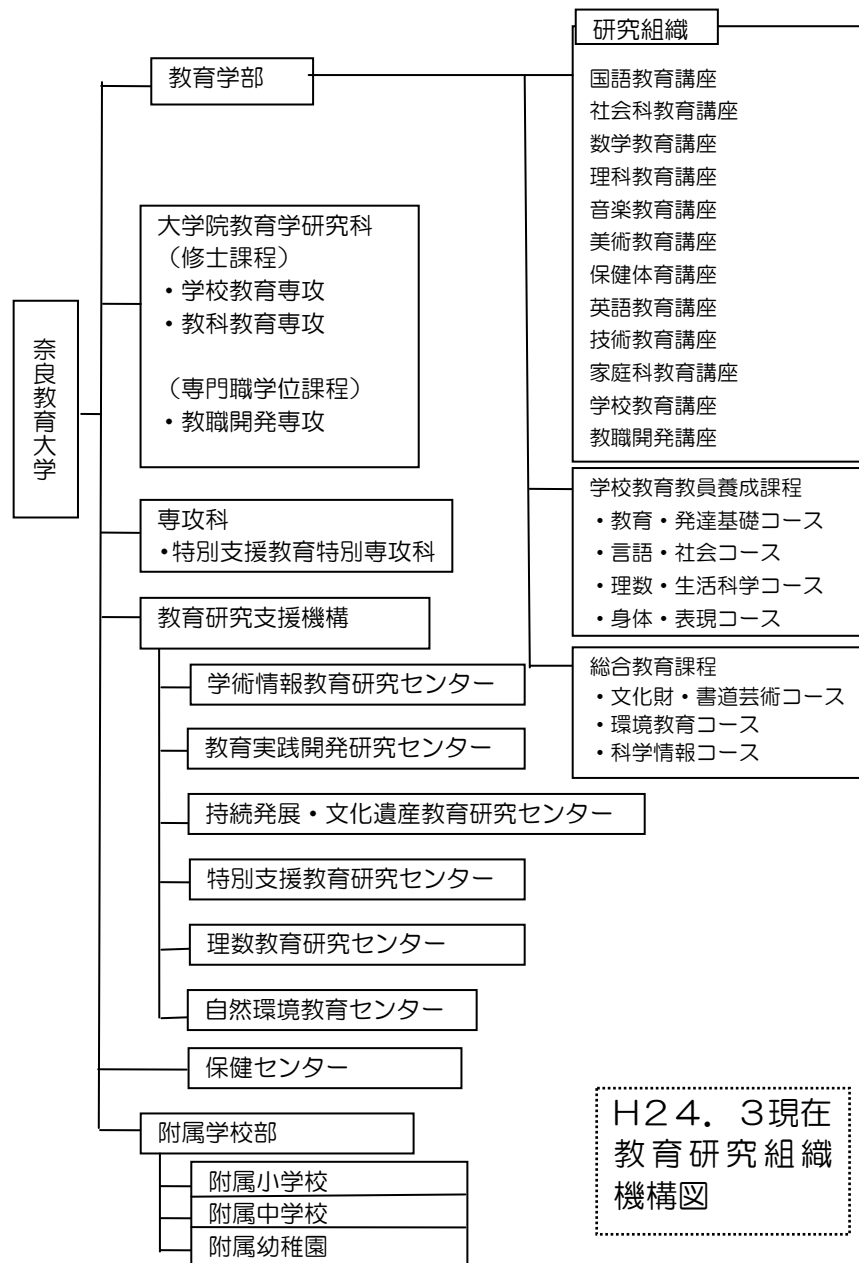 奈良教育大学
教育学部
研究組織
国語教育講座
社会科教育講座
数学教育講座
理科教育講座
音楽教育講座
美術教育講座
保健体育講座
英語教育講座
技術教育講座
家庭科教育講座
学校教育講座
教職開発講座
学校教育教員養成課程
・教育・発達基礎コース
・言語・社会コース
・理数・生活科学コース
・身体・表現コース
総合教育課程
・文化財・書道芸術コース
・環境教育コース
・科学情報コース
大学院教育学研究科
（修士課程）
・学校教育専攻
・教科教育専攻
（専門職学位課程）
・教職開発専攻
専攻科
・特別支援教育特別専攻科
教育研究支援機構
学術情報教育研究センター
教育実践開発研究センター
持続発展・文化遺産教育研究センター
特別支援教育研究センター
理数教育研究センター
自然環境教育センター
保健センター
附属学校部
附属小学校
附属中学校
附属幼稚園
Ｈ２４．３現在
教育研究組織
機構図